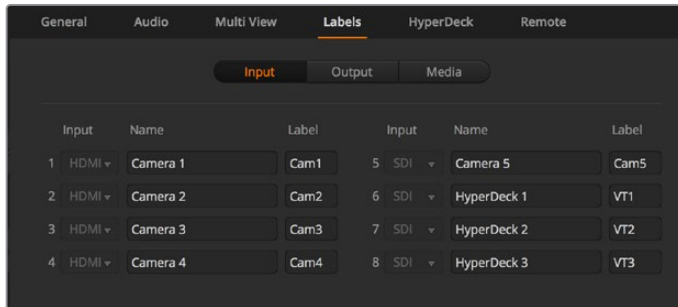 General Audio Multi View Labels HyperDeck Remote
Input Output Media
Input Name Label Input Name Label
1 HDMI Camera 1 Cam1 5 SDI Camera 5 Cam5
2 HDMI Camera 2 Cam2 6 SDI HyperDeck 1 VT1
3 HDMI Camera 3 Cam3 7 SDI HyperDeck 2 VT2
4 HDMI Camera 4 Cam4 8 SDI HyperDeck 3 VT3